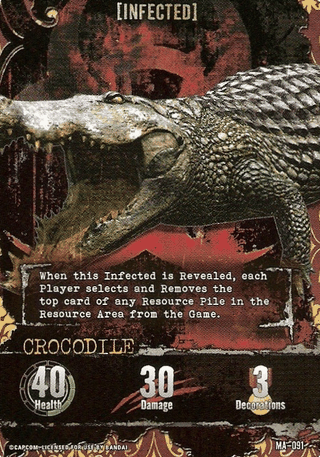 [INFECTED]
When this Infected is Revealed, each
Player selects and Removes the
top card of any Resource Pile in the
Resource Area from the Game.
CROCODILE
40 30 3
Health Damage Decorations
©CAPCOM LICENSED FOR USE BY BANDAI MA-091